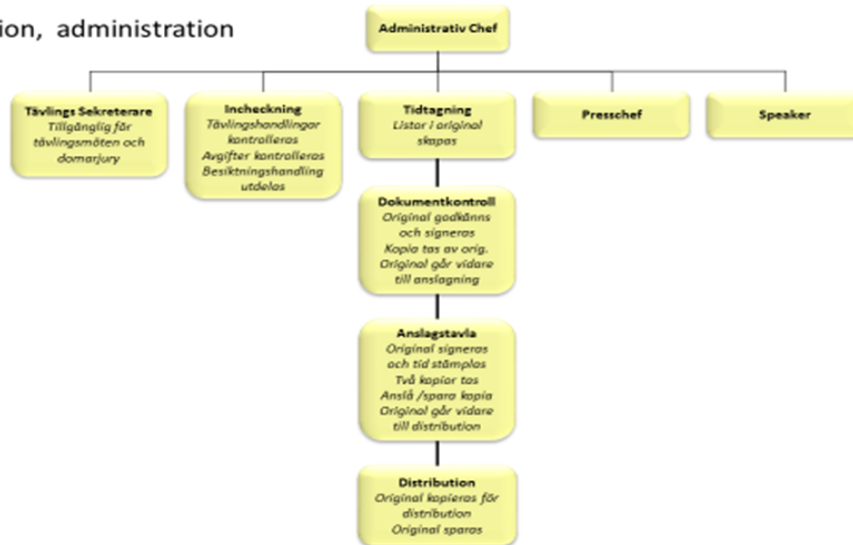 ion, administration
Administrativ Chef
Tävlings Sekreterare
Tillgänglig för
tävlingsmöten och
domarjury
Incheckning
Tävlingshandlingar
kontrolleras
Avgifter kontrolleras
Besiktningshandling
utdelas
Tidtagning
Listor i original
skapas
Presschef
Speaker
Dokumentkontroll
Original godkänns
och signeras
Kopia tas av orig.
Original går vidare
till anslagning
Anslagstavla
Original signeras
och tid stämplas
Två kopior tas
Anslå /spara kopia
Original går vidare
till distribution
Distribution
Original kopieras för
distribution
Original sparas